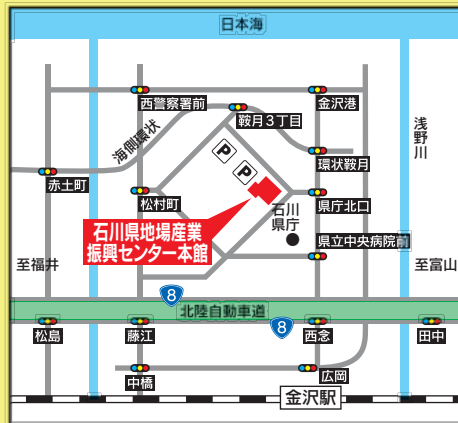 日本海
西警察署前
金沢港
鞍月3丁目
海側環状
浅野川
P
P
環状鞍月
赤土町
松村町
県庁北口
石川
県庁
石川県地場産業
振興センター本館
県立中央病院前
至福井
至富山
8
北陸自動車道
8
松島
藤江
西念
田中
中橋
広岡
金沢駅